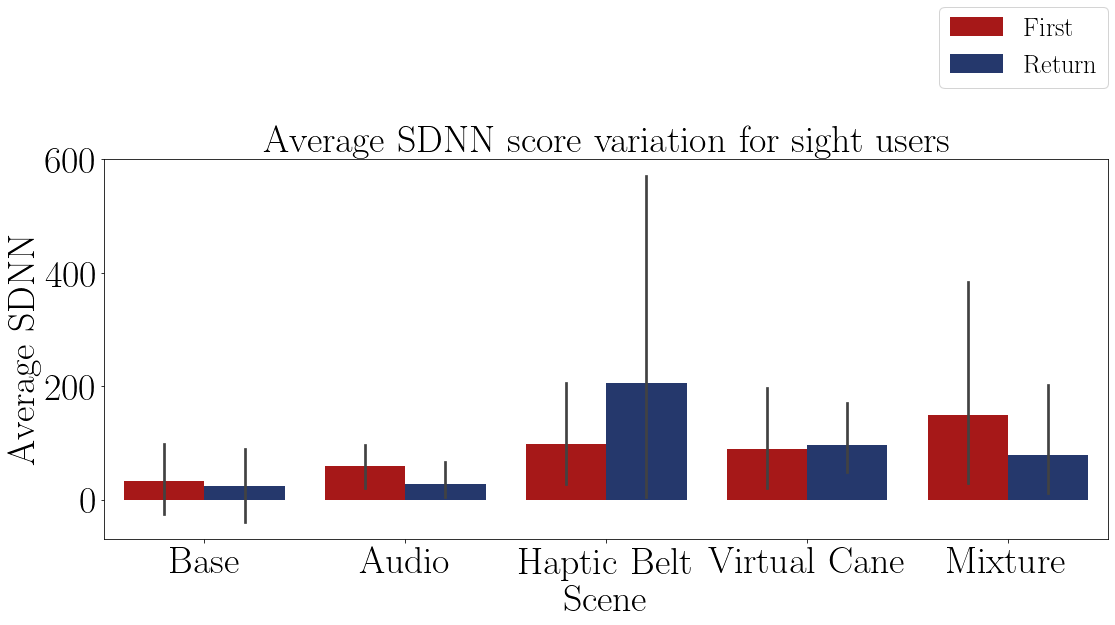 First
Return
Average SDNN score variation for sight users
600
400
200
0
Average SDNN
Base Audio Haptic Belt Virtual Cane Mixture
Scene